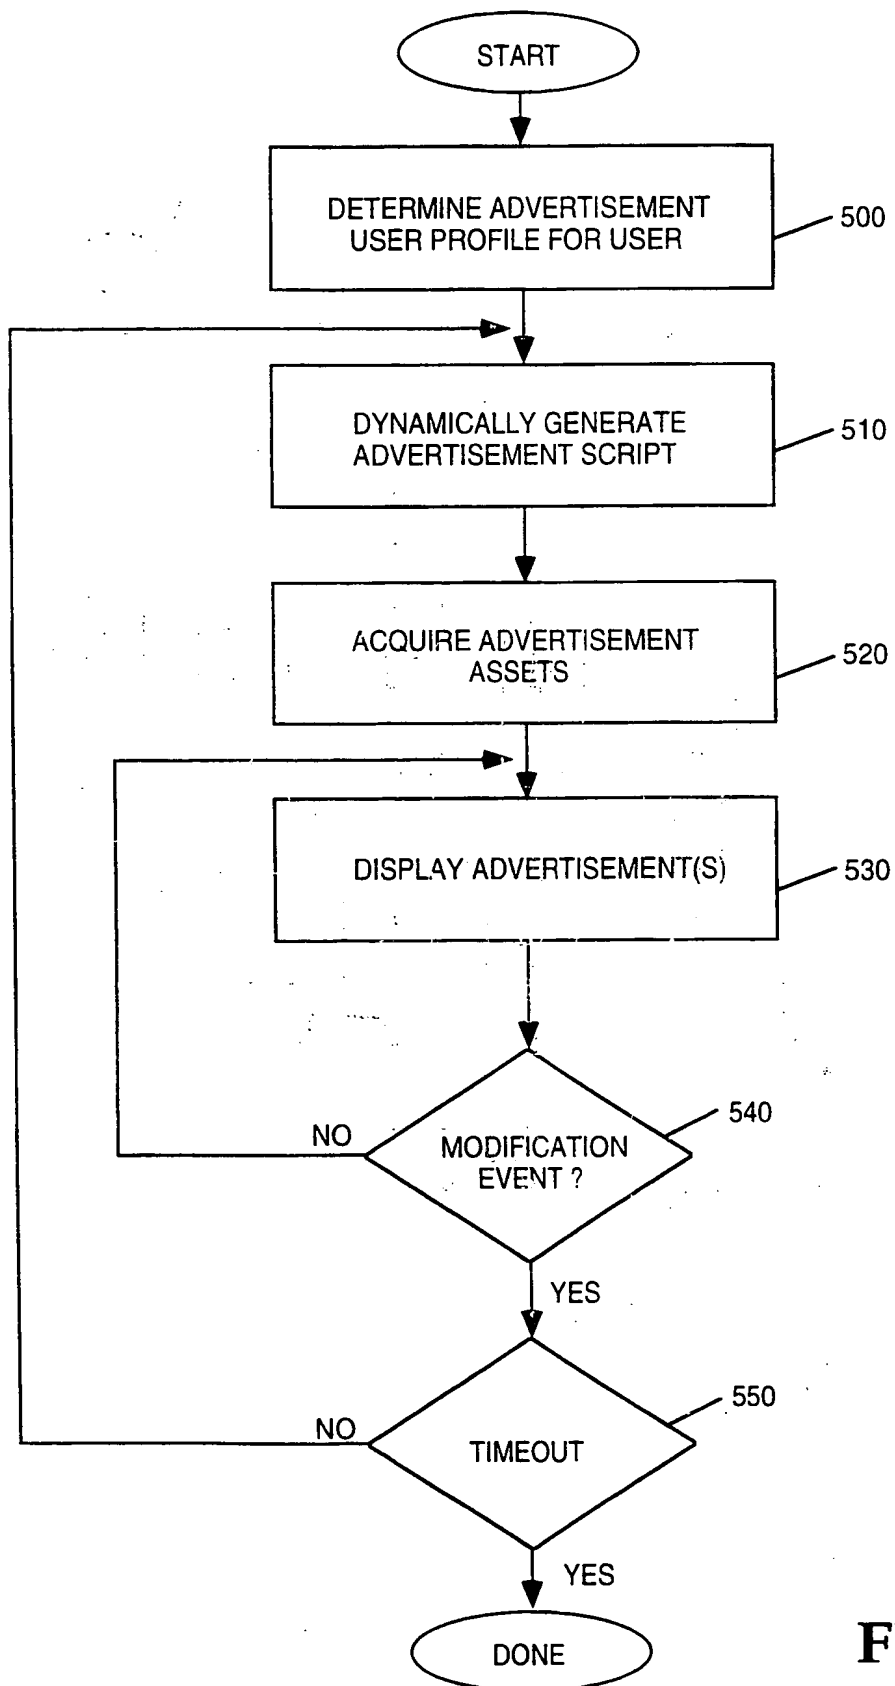 START
DETERMINE ADVERTISEMENT
USER PROFILE FOR USER
500
DYNAMICALLY GENERATE
ADVERTISEMENT SCRIPT
510
ACQUIRE ADVERTISEMENT
ASSETS
520
DISPLAY ADVERTISEMENT(S)
530
540
NO
MODIFICATION
EVENT ?
YES
550
NO
TIMEOUT
YES
DONE
F